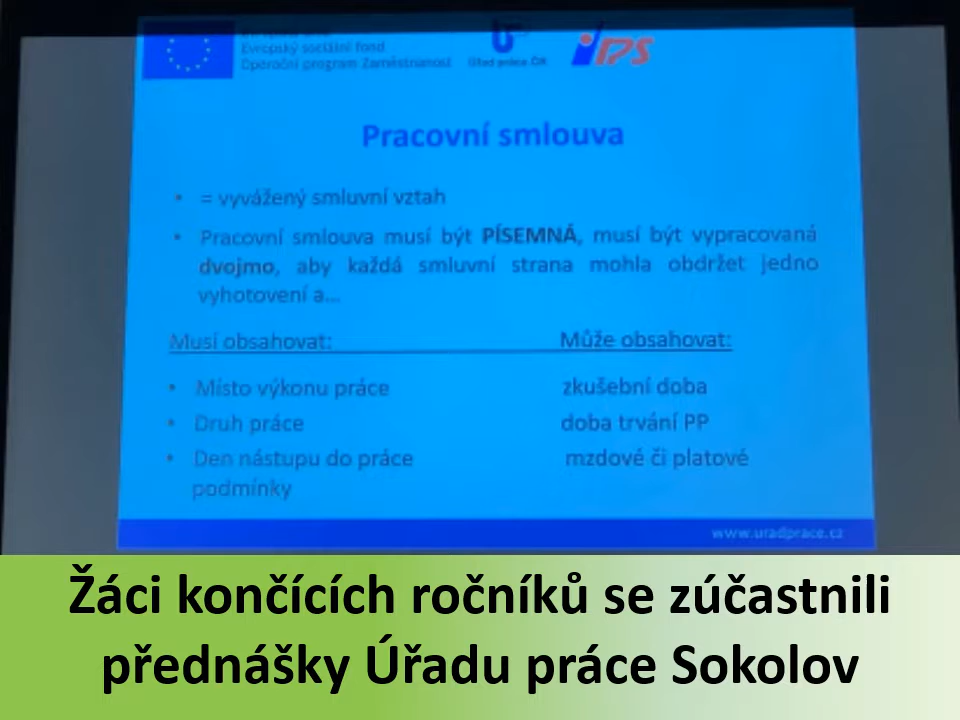 Evropský sociální fond
Operační program Zaměstnanost
Úřad práce ČR
IPS
Pracovní smlouva
• = vyvážený smluvní vztah
• Pracovní smlouva musí být PÍSEMNÁ, musí být vypracovaná
dvojmo, aby každá smluvní strana mohla obdržet jedno
vyhotovení a...
Musí obsahovat: Může obsahovat:
• Místo výkonu práce zkušební doba
• Druh práce doba trvání PP
• Den nástupu do práce mzdové či platové
podmínky
www.uradprace.cz
Žáci končících ročníků se zúčastnili
přednášky Úřadu práce Sokolov